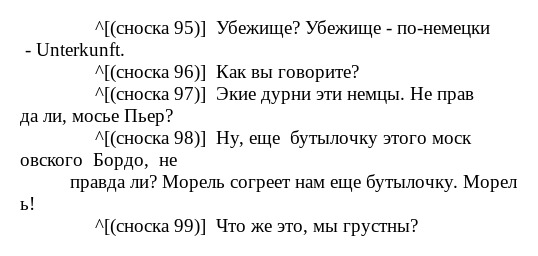 ^[(сноска 95)] Убежище? Убежище - по-немецки
- Unterkunft.
^[(сноска 96)] Как вы говорите?
^[(сноска 97)] Экие дурни эти немцы. Не прав
да ли, мосье Пьер?
^[(сноска 98)] Ну, еще бутылочку этого моск
овского Бордо, не
правда ли? Морель согреет нам еще бутылочку. Морел
ь!
^[(сноска 99)] Что же это, мы грустны?